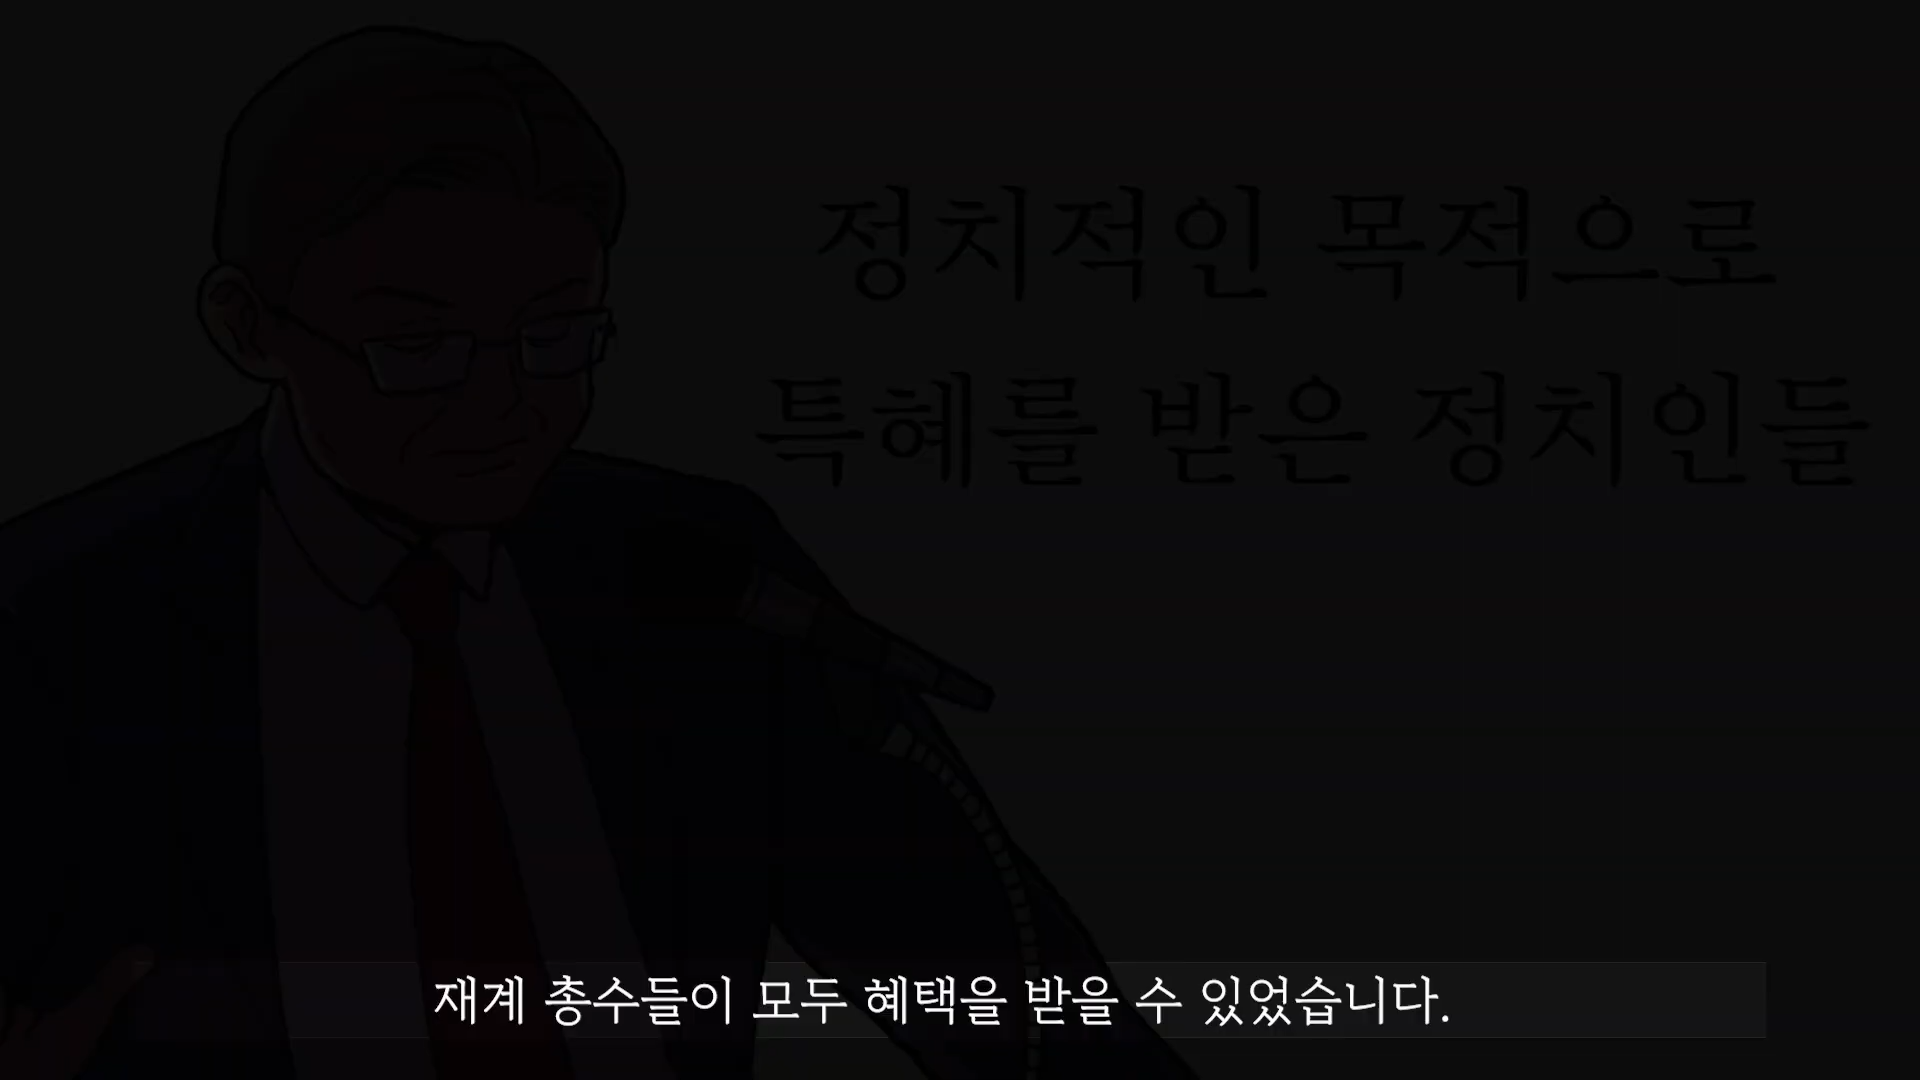 정치적인 목적으로
특혜를 받은 정치인들
재계 총수들이 모두 혜택을 받을 수 있었습니다.